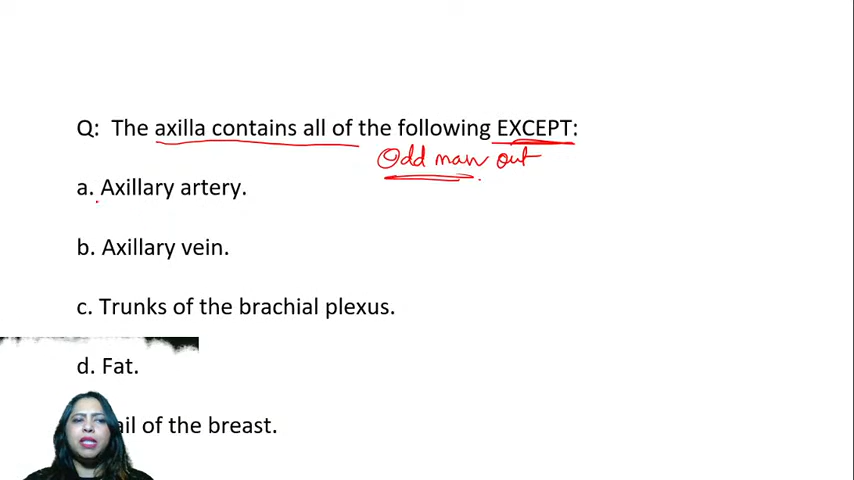 Q: The axilla contains all of the following EXCEPT:
Odd man out
a. Axillary artery.
b. Axillary vein.
c. Trunks of the brachial plexus.
d. Fat.
ail of the breast.